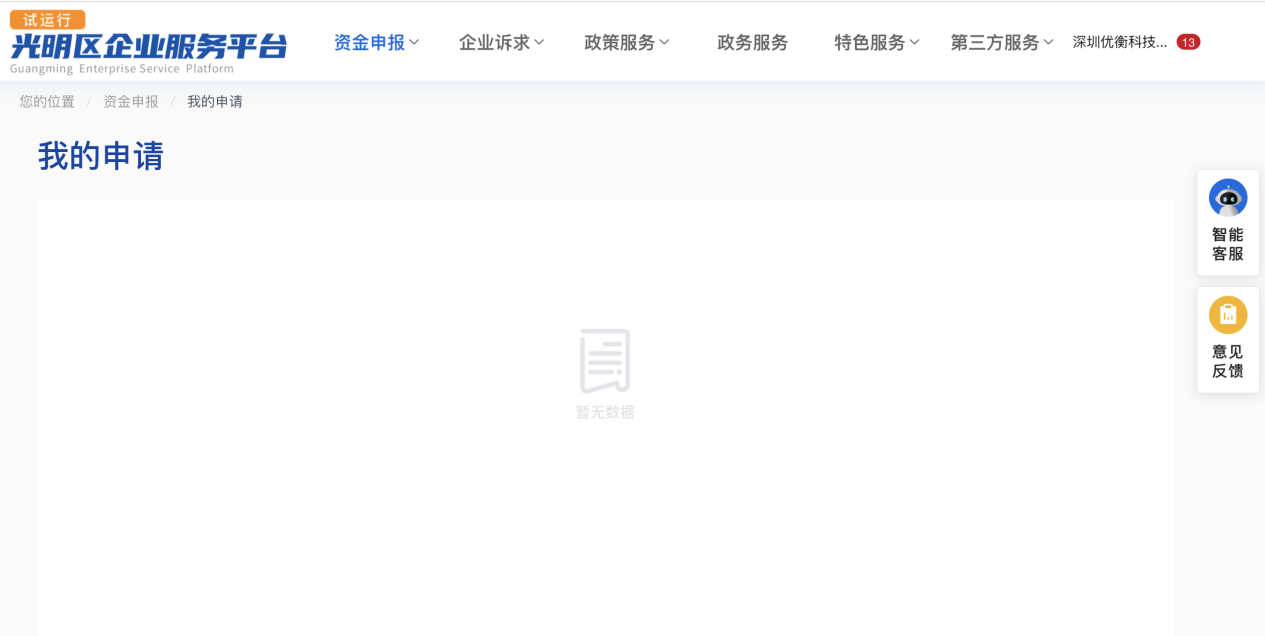 试运行
光明区企业服务平台
Guangming Enterprise Service Platform
资金申报 企业诉求 政策服务 政务服务 特色服务 第三方服务 深圳优衡科技... 13
您的位置 / 资金申报 / 我的申请
我的申请
智能
客服
意见
反馈
暂无数据